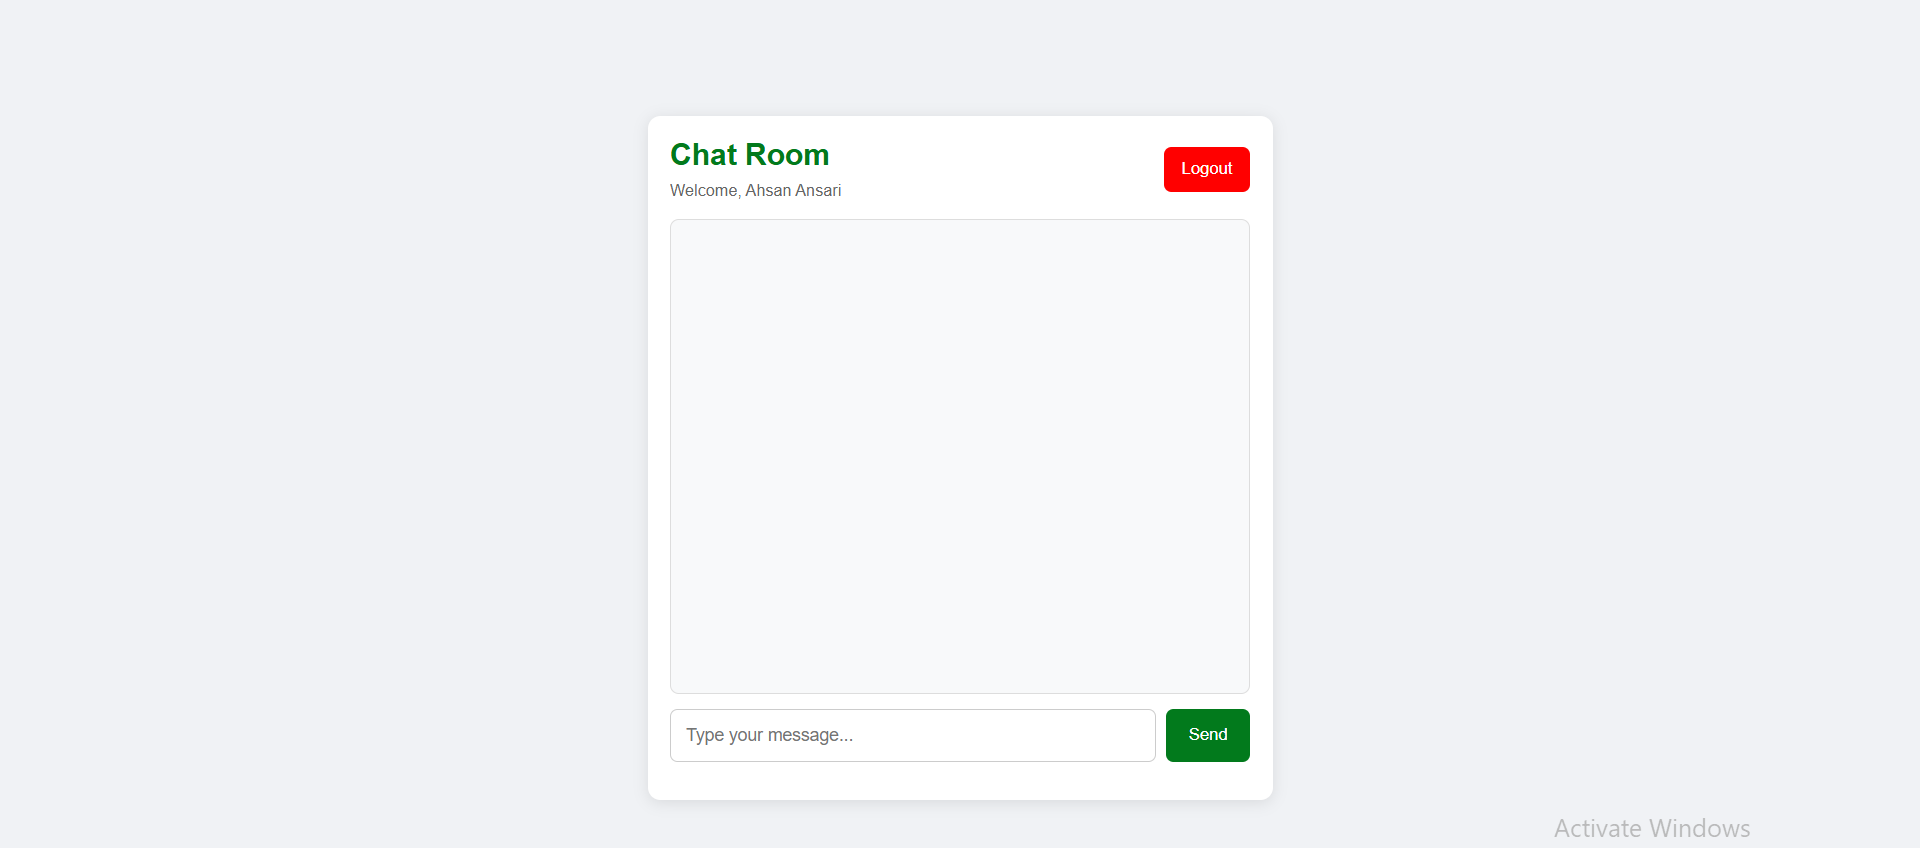 Chat Room
Logout
Welcome, Ahsan Ansari
Type your message...
Send
Activate Windows